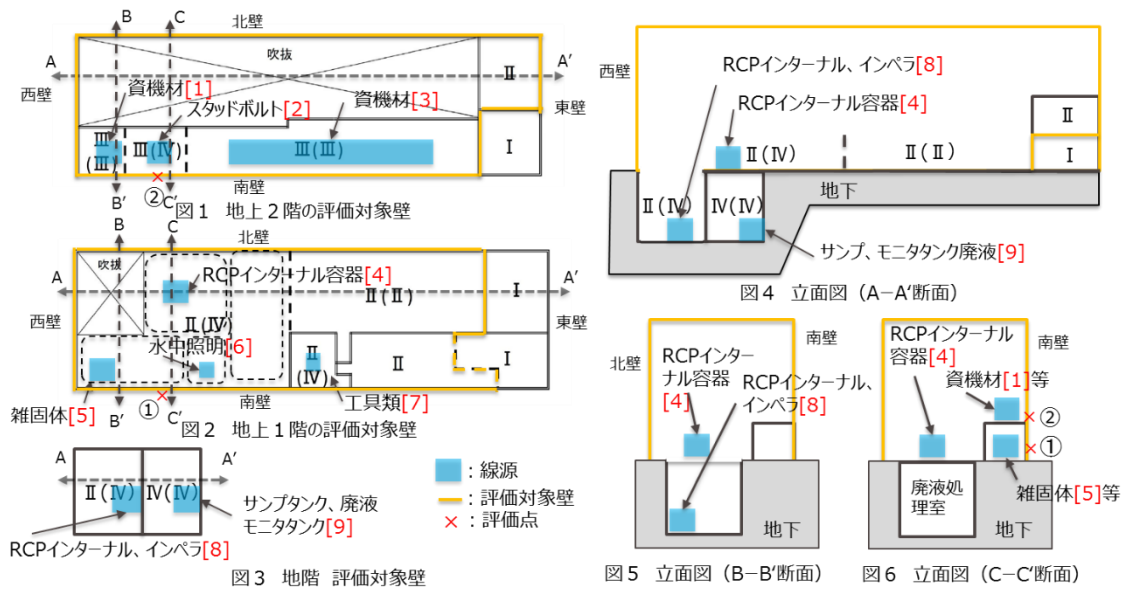 B
C
北壁
吹抜
A
A’
Ⅱ
西壁
資機材[1]
スタッドボルト[2]
資機材[3]
東壁
Ⅲ
(Ⅲ)
Ⅲ(Ⅳ)
Ⅲ(Ⅲ)
Ⅰ
B’
②
C’
南壁
図1 地上2階の評価対象壁
B
C
北壁
吹抜
RCPインターナル容器[4]
A
A’
Ⅱ(Ⅱ)
Ⅰ
西壁
Ⅱ(Ⅳ)
東壁
水中照明[6]
Ⅱ
(Ⅳ)
Ⅱ
Ⅰ
雑固体[5]
B’
①
C’
南壁
工具類[7]
図2 地上1階の評価対象壁
A
A’
Ⅱ(Ⅳ)
Ⅳ(Ⅳ)
サンプタンク、廃液
モニタタンク[9]
RCPインターナル、インペラ[8]
図3 地階 評価対象壁
:線源
:評価対象壁
×:評価点
西壁
RCPインターナル、インペラ[8]
RCPインターナル容器[4]
Ⅱ
Ⅱ(Ⅳ)
Ⅱ(Ⅱ)
Ⅰ
地下
Ⅱ(Ⅳ)
Ⅳ(Ⅳ)
サンプ、モニタタンク廃液[9]
図4 立面図(A-A’断面)
南壁
北壁
RCPインター
ナル容器
[4]
RCPインターナル、
インペラ[8]
地下
図5 立面図(B-B‘断面)
南壁
RCPインターナル
容器[4]
資機材[1]等
②
①
廃液処
理室
雑固体[5]等
地下
図6 立面図(C-C‘断面)